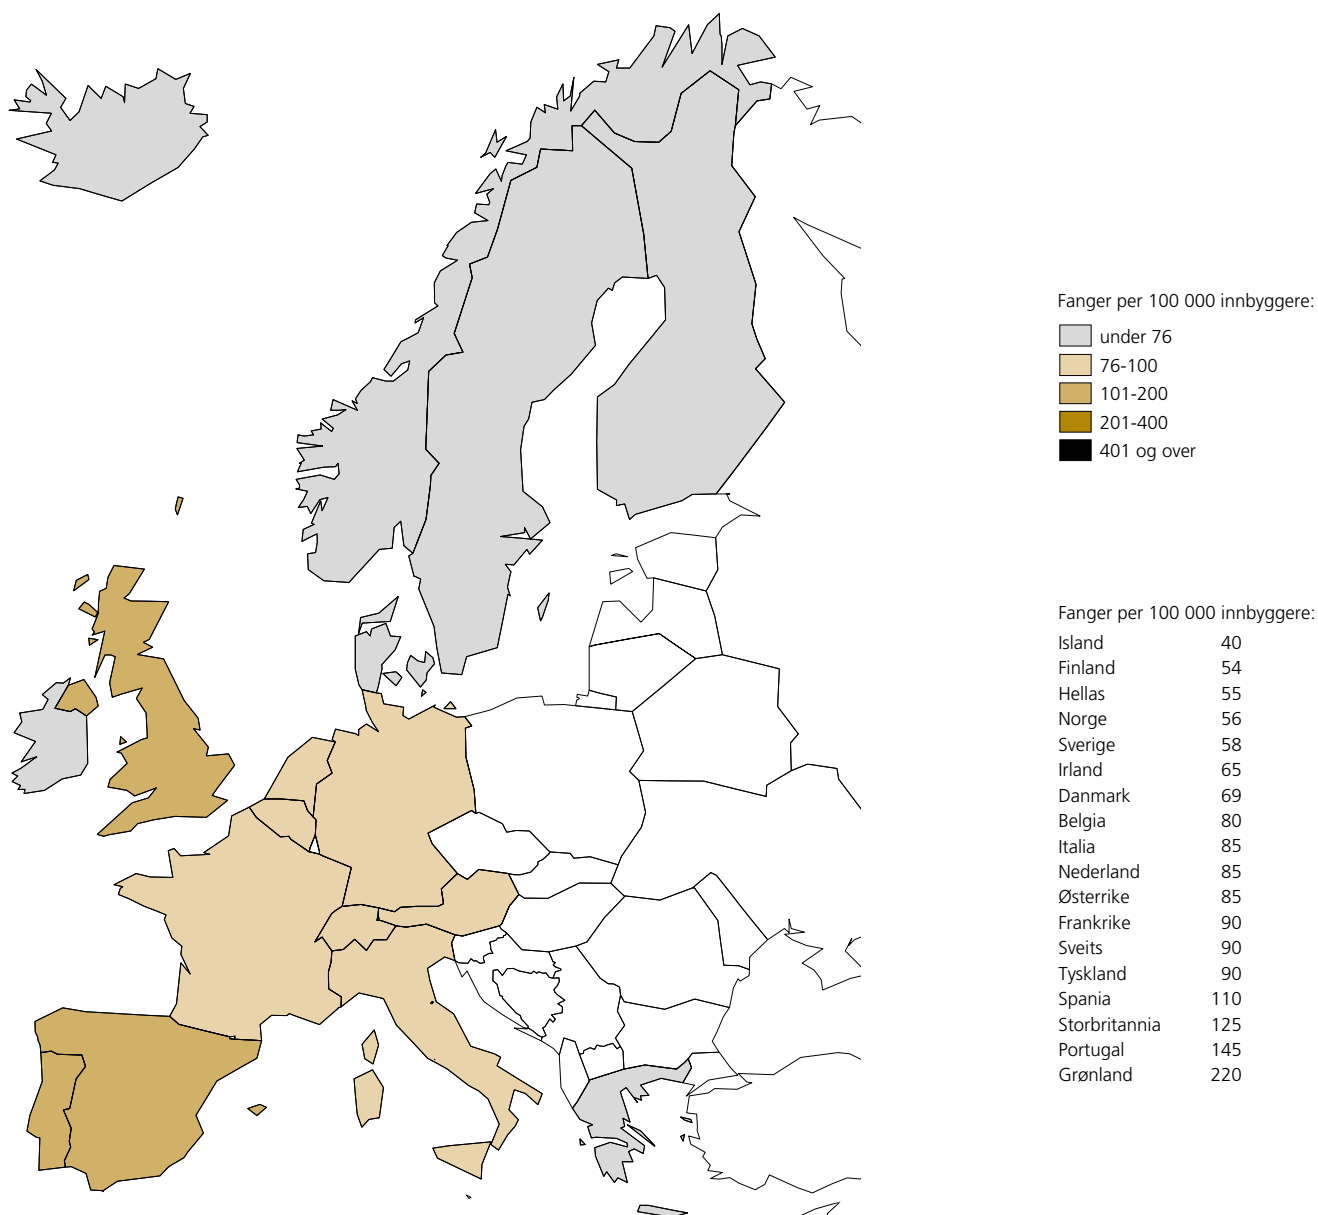 Fanger per 100 000 innbyggere:
under 76
76-100
101-200
201-400
401 og over
Fanger per 100 000 innbyggere:
Island 40
Finland 54
Hellas 55
Norge 56
Sverige 58
Irland 65
Danmark 69
Belgia 80
Italia 85
Nederland 85
Østerrike 85
Frankrike 90
Sveits 90
Tyskland 90
Spania 110
Storbritannia 125
Portugal 145
Grønland 220